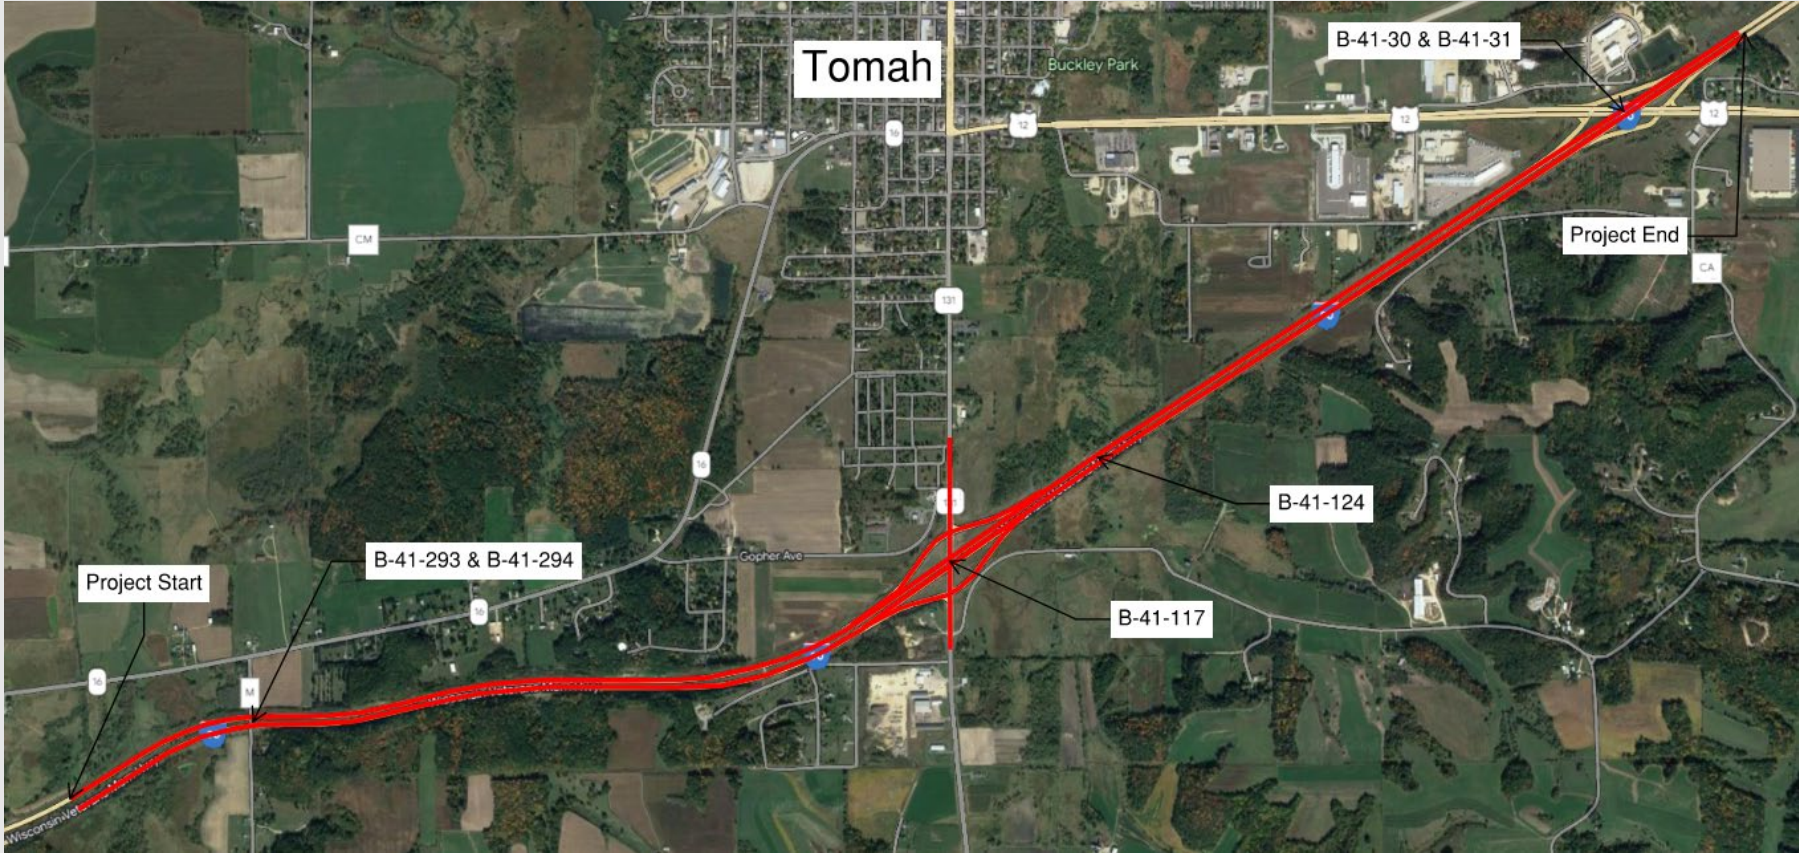 Tomah
Buckley Park
B-41-30 & B-41-31
16
12
12
12
CM
Project End
CA
131
16
B-41-124
Gopher Ave
B-41-293 & B-41-294
Project Start
16
B-41-117
16
M